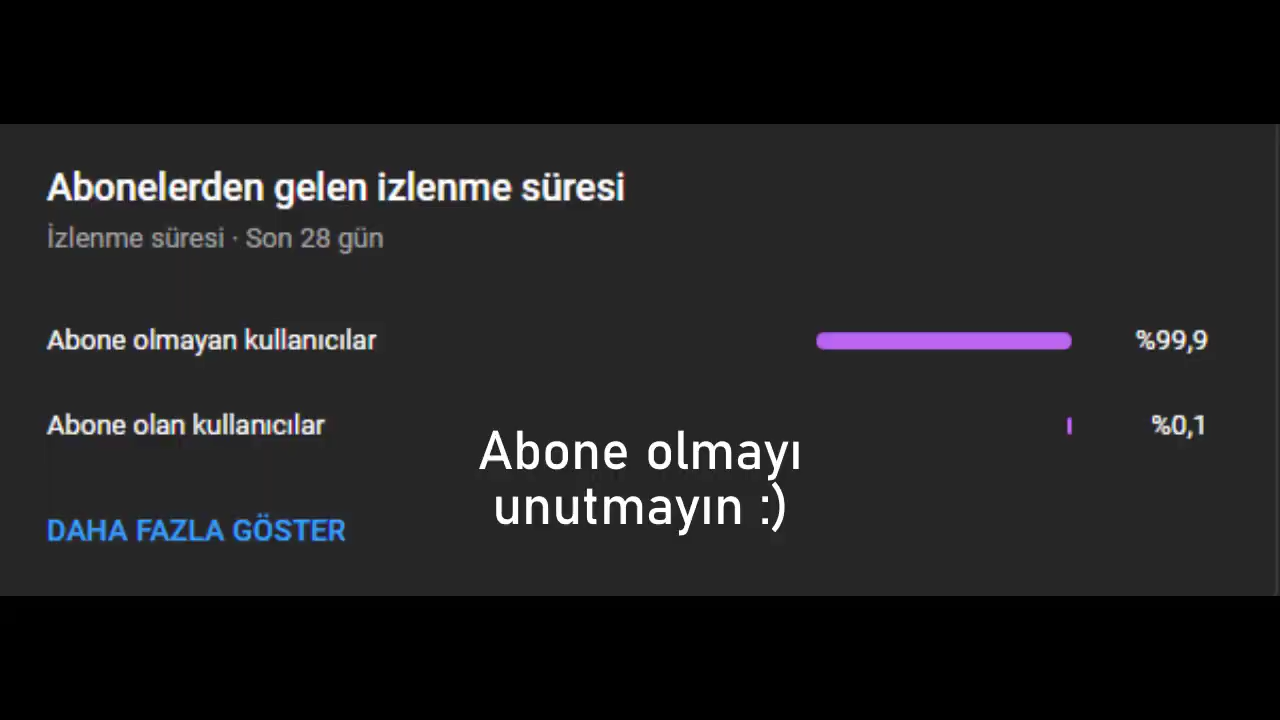 Abonelerden gelen izlenme süresi
İzlenme süresi · Son 28 gün
Abone olmayan kullanıcılar %99,9
Abone olan kullanıcılar %0,1
Abone olmayı
unutmayın :)
DAHA FAZLA GÖSTER